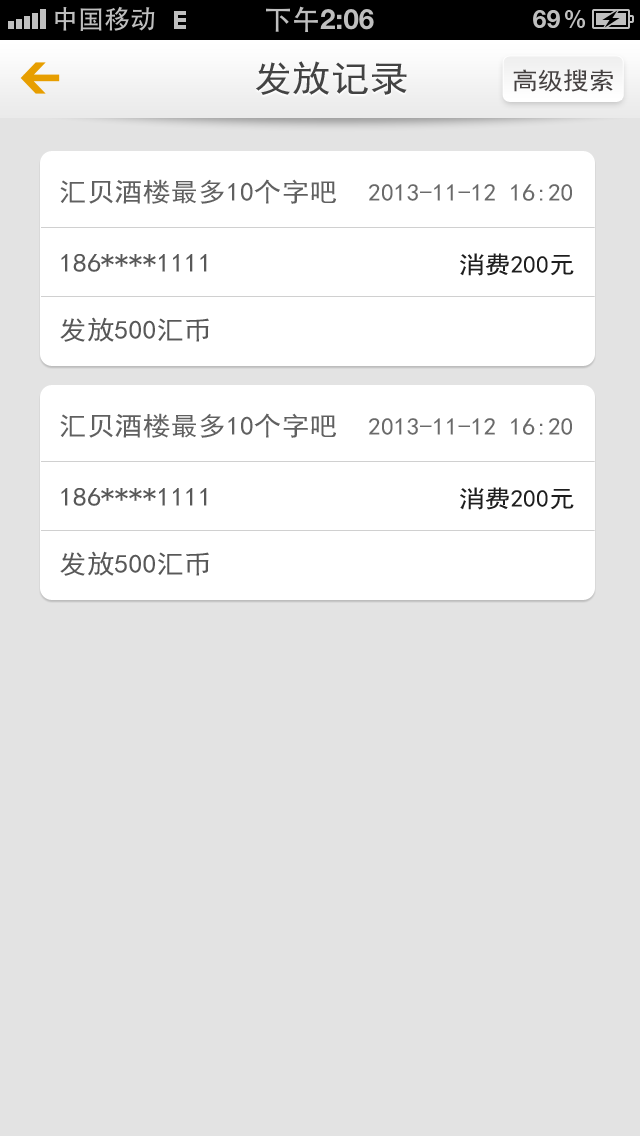 中国移动 E 下午2:06 69%
发放记录 高级搜索
汇贝酒楼最多10个字吧 2013-11-12 16:20
186****1111 消费200元
发放500汇币
汇贝酒楼最多10个字吧 2013-11-12 16:20
186****1111 消费200元
发放500汇币